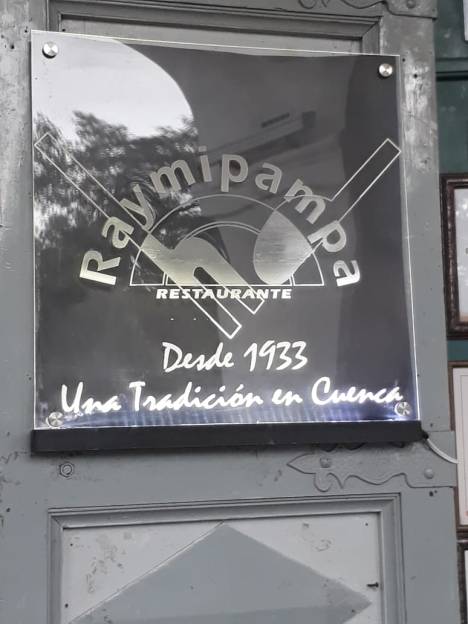 Raymipampa
RESTAURANTE
Desde 1933
Una Tradición en Cuenca